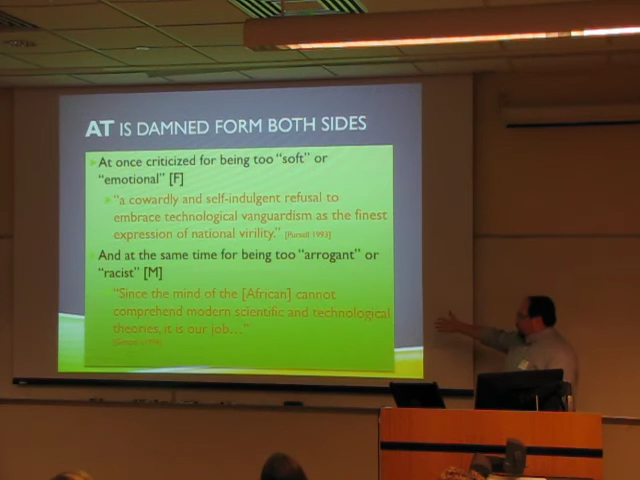 AT IS DAMNED FORM BOTH SIDES
At once criticized for being too "soft" or
"emotional" [F]
"a cowardly and self-indulgent refusal to
embrace technological vanguardism as the finest
expression of national virility." [Pursell 1993]
And at the same time for being too "arrogant" or
"racist" [M]
"Since the mind of the [African] cannot
comprehend modern scientific and technological
theories, it is our job…"